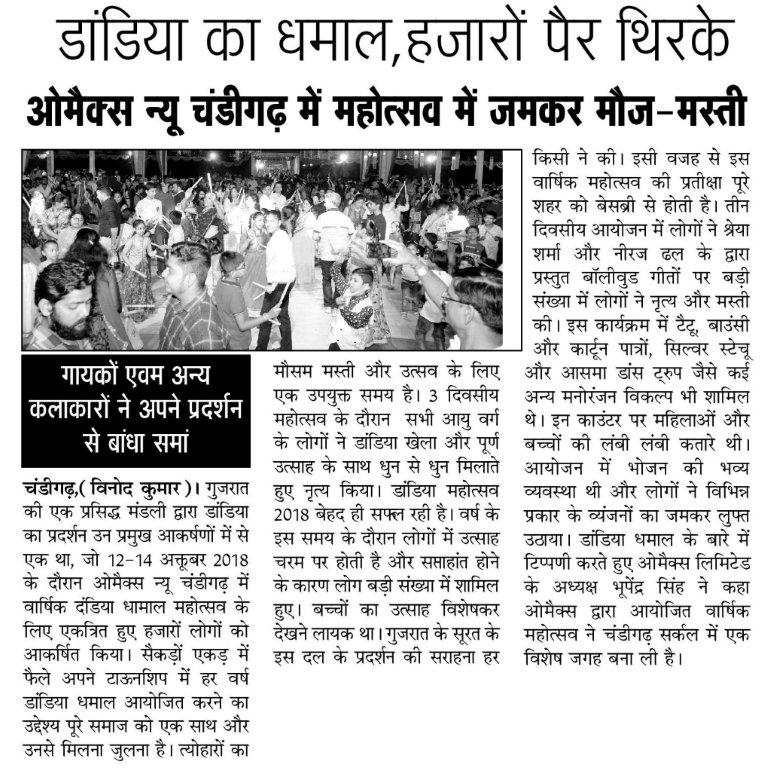 डांडिया का धमाल,हजारों पैर थिरके
ओमैक्स न्यू चंडीगढ़ में महोत्सव में जमकर मौज-मस्ती
गायकों एवम अन्य
कलाकारों ने अपने प्रदर्शन
से बांधा समां
चंडीगढ़,( विनोद कुमार )। गुजरात
की एक प्रसिद्ध मंडली द्वारा डांडिया
का प्रदर्शन उन प्रमुख आकर्षणों में से
एक था, जो 12-14 अक्टूबर 2018
के दौरान ओमैक्स न्यू चंडीगढ़ में
वार्षिक दंडिया धामाल महोत्सव के
लिए एकत्रित हुए हजारों लोगों को
आकर्षित किया। सैकड़ों एकड़ में
फैले अपने टाऊनशिप में हर वर्ष
डांडिया धमाल आयोजित करने का
उद्देश्य पूरे समाज को एक साथ और
उनसे मिलना जुलना है। त्योहारों का
मौसम मस्ती और उत्सव के लिए
एक उपयुक्त समय है। 3 दिवसीय
महोत्सव के दौरान सभी आयु वर्ग
के लोगों ने डांडिया खेला और पूर्ण
उत्साह के साथ धुन से धुन मिलाते
हुए नृत्य किया। डांडिया महोत्सव
2018 बेहद ही सफ्ल रही है। वर्ष के
इस समय के दौरान लोगों में उत्साह
चरम पर होती है और सप्ताहांत होने
के कारण लोग बड़ी संख्या में शामिल
हुए। बच्चों का उत्साह विशेषकर
देखने लायक था। गुजरात के सूरत के
इस दल के प्रदर्शन की सराहना हर
किसी ने की। इसी वजह से इस
वार्षिक महोत्सव की प्रतीक्षा पूरे
शहर को बेसब्री से होती है। तीन
दिवसीय आयोजन में लोगों ने श्रेया
शर्मा और नीरज ढल के द्वारा
प्रस्तुत बॉलीवुड गीतों पर बड़ी
संख्या में लोगों ने नृत्य और मस्ती
की। इस कार्यक्रम में टैटू, बाउंसी
और कार्टून पात्रों, सिल्वर स्टेचू
और आसमा डांस ट्रुप जैसे कई
अन्य मनोरंजन विकल्प भी शामिल
थे। इन काउंटर पर महिलाओं और
बच्चों की लंबी लंबी कतारे थी।
आयोजन में भोजन की भव्य
व्यवस्था थी और लोगों ने विभिन्न
प्रकार के व्यंजनों का जमकर लुफ्त
उठाया। डांडिया धमाल के बारे में
टिप्पणी करते हुए ओमैक्स लिमिटेड
के अध्यक्ष भूपेंद्र सिंह ने कहा
ओमैक्स द्वारा आयोजित वार्षिक
महोत्सव ने चंडीगढ़ सर्कल में एक
विशेष जगह बना ली है।